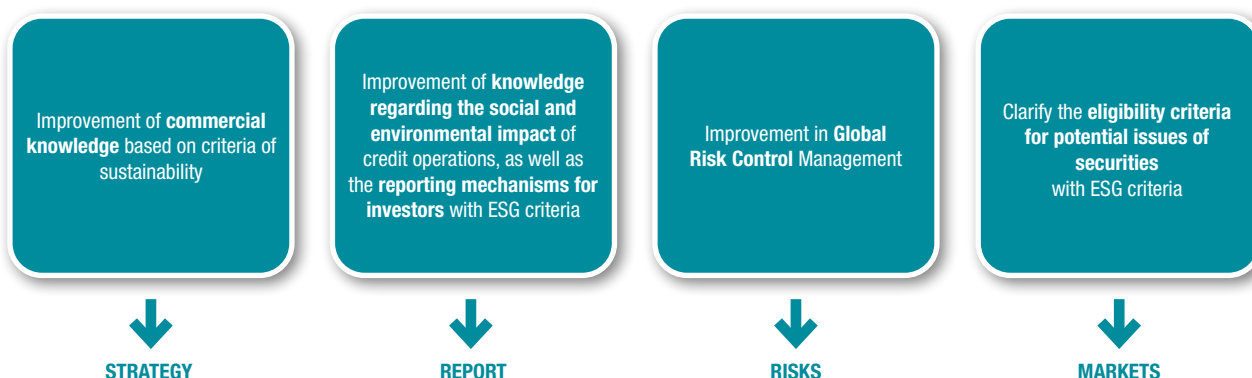 Improvement of commercial
knowledge based on criteria of
sustainability
Improvement of knowledge
regarding the social and
environmental impact of
credit operations, as well as
the reporting mechanisms for
investors with ESG criteria
Improvement in Global
Risk Control Management
Clarify the eligibility criteria
for potential issues of
securities
with ESG criteria
STRATEGY
REPORT
RISKS
MARKETS